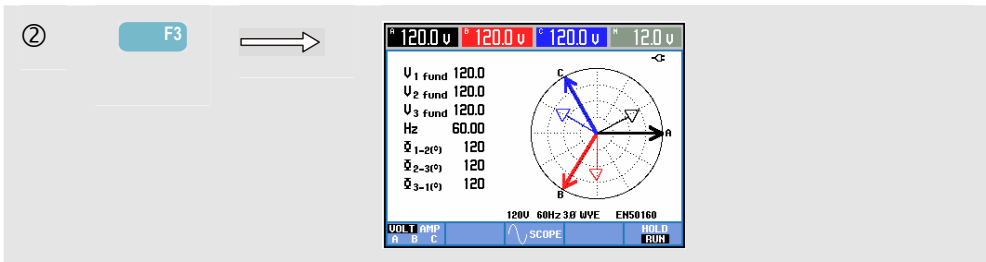 ②
F3
A 120.0 V B 120.0 V C 120.0 V N 12.0 V
V1 fund 120.0
V2 fund 120.0
V3 fund 120.0
Hz 60.00
Φ1-2(°) 120
Φ2-3(°) 120
Φ3-1(°) 120
C
A
B
120V 60Hz 3Ø WYE EN50160
VOLT AMP
A B C
SCOPE
HOLD
RUN